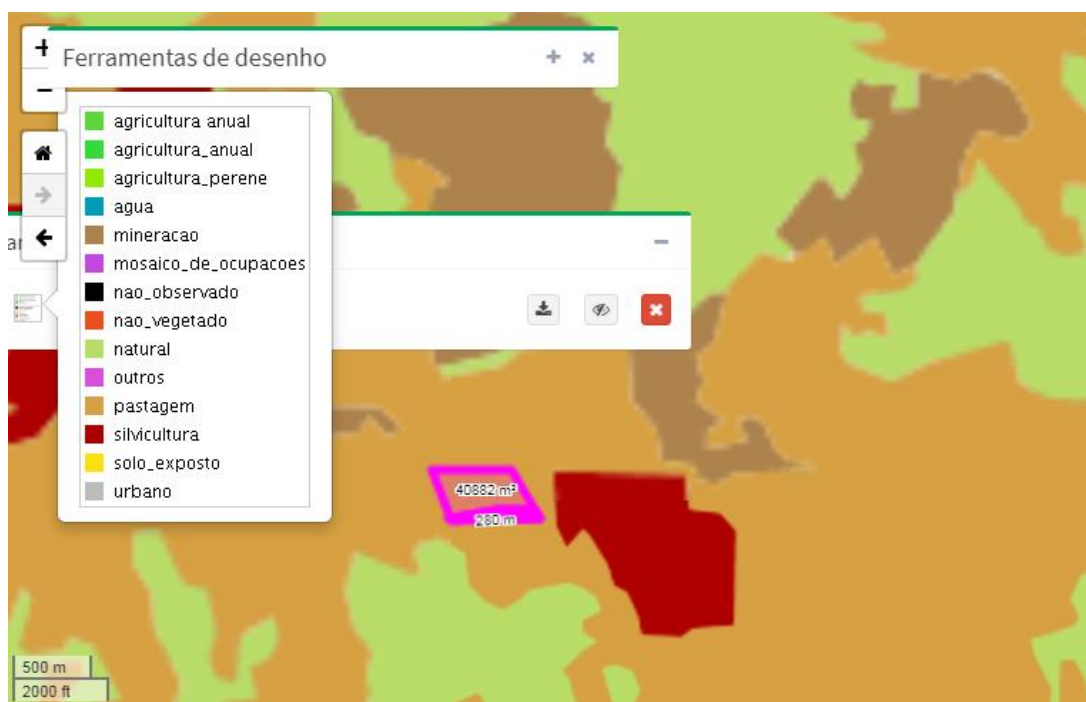 Ferramentas de desenho
agricultura anual
agricultura_anual
agricultura_perene
agua
mineracao
mosaico_de_ocupacoes
nao_observado
nao_vegetado
natural
outros
pastagem
silvicultura
solo_exposto
urbano
40882 m²
280 m
500 m
2000 ft